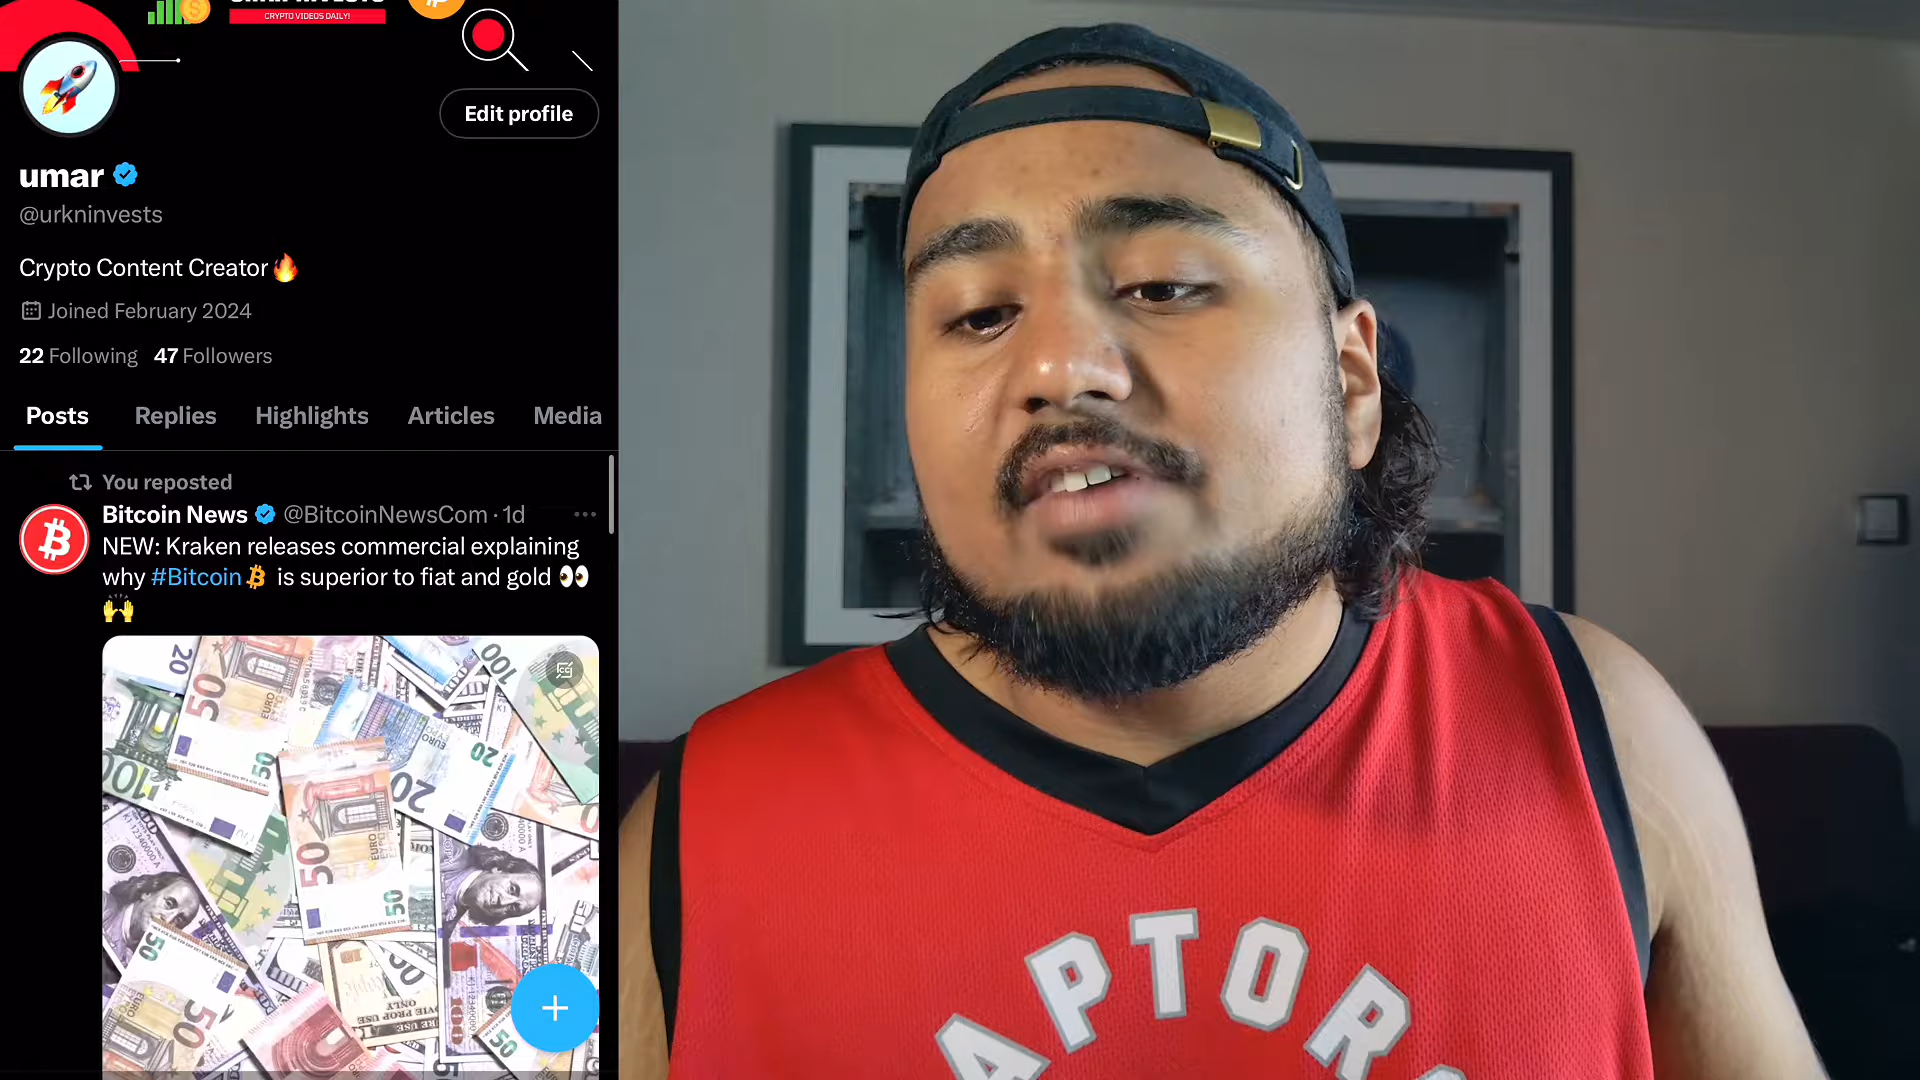 CRYPTO VIDEOS DAILY!
Edit profile
umar
@urkninvests
Crypto Content Creator🔥
Joined February 2024
22 Following 47 Followers
Posts Replies Highlights Articles Media
You reposted
Bitcoin News @BitcoinNewsCom · 1d
NEW: Kraken releases commercial explaining
why #Bitcoin is superior to fiat and gold 👀
🙌
APTOR